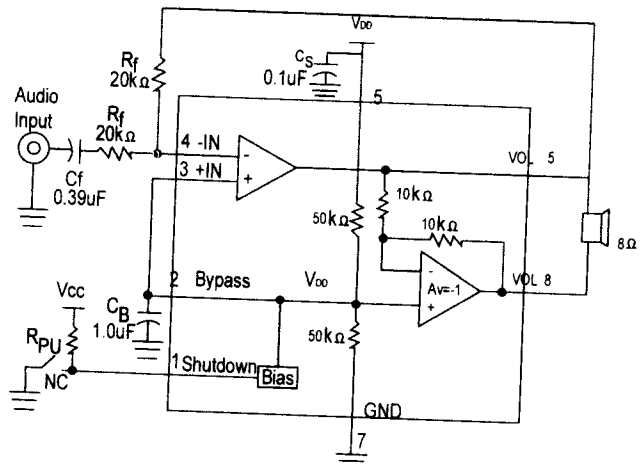 VDD
Rf
20kΩ
CS
0.1uF
5
Audio
Input
Rf
20kΩ
4 -IN
-
VOL 5
3 +IN
+
Cf
0.39uF
10kΩ
50kΩ
10kΩ
8Ω
2 Bypass
VDD
-
Av=-1
+
VOL 8
CB
1.0uF
Vcc
RPU
50kΩ
1 Shutdown
Bias
NC
GND
7